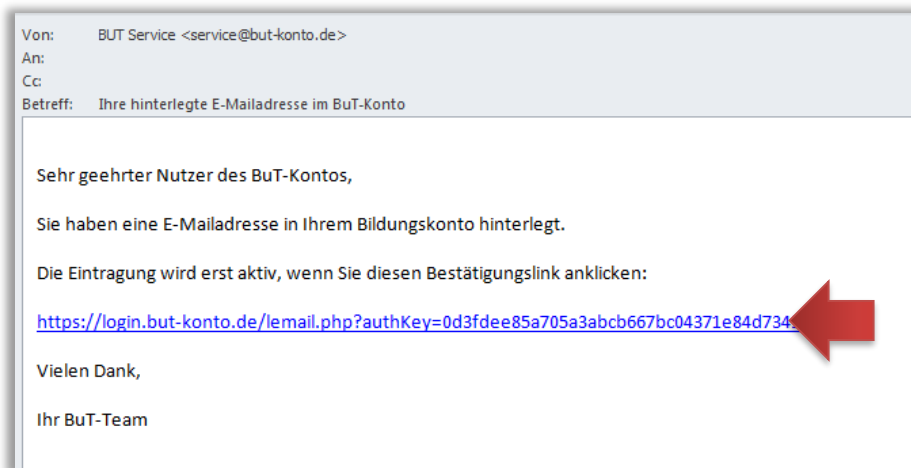 Von: BUT Service <service@but-konto.de>
An:
Cc:
Betreff: Ihre hinterlegte E-Mailadresse im BuT-Konto
Sehr geehrter Nutzer des BuT-Kontos,
Sie haben eine E-Mailadresse in Ihrem Bildungskonto hinterlegt.
Die Eintragung wird erst aktiv, wenn Sie diesen Bestätigungslink anklicken:
https://login.but-konto.de/lemail.php?authKey=0d3fdee85a705a3abcb667bc04371e84d734
Vielen Dank,
Ihr BuT-Team